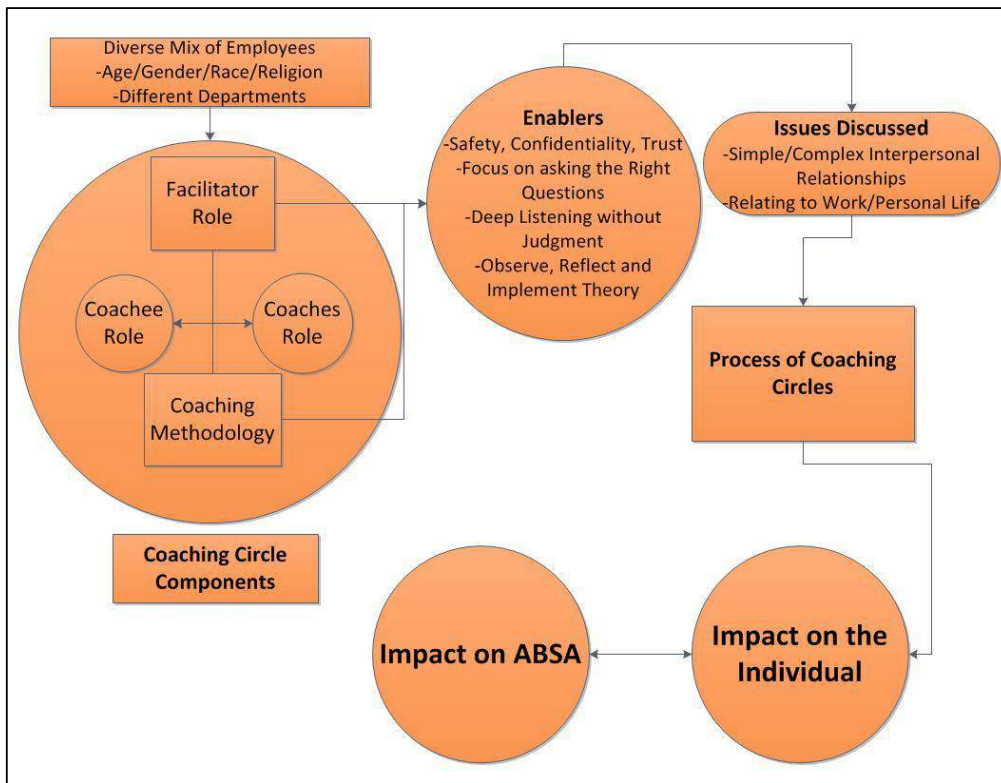 Diverse Mix of Employees
-Age/Gender/Race/Religion
-Different Departments
Facilitator
Role
Coachee
Role
Coaches
Role
Coaching
Methodology
Coaching Circle
Components
Enablers
-Safety, Confidentiality, Trust
-Focus on asking the Right
Questions
-Deep Listening without
Judgment
-Observe, Reflect and
Implement Theory
Issues Discussed
-Simple/Complex Interpersonal
Relationships
-Relating to Work/Personal Life
Process of Coaching
Circles
Impact on ABSA
Impact on the
Individual